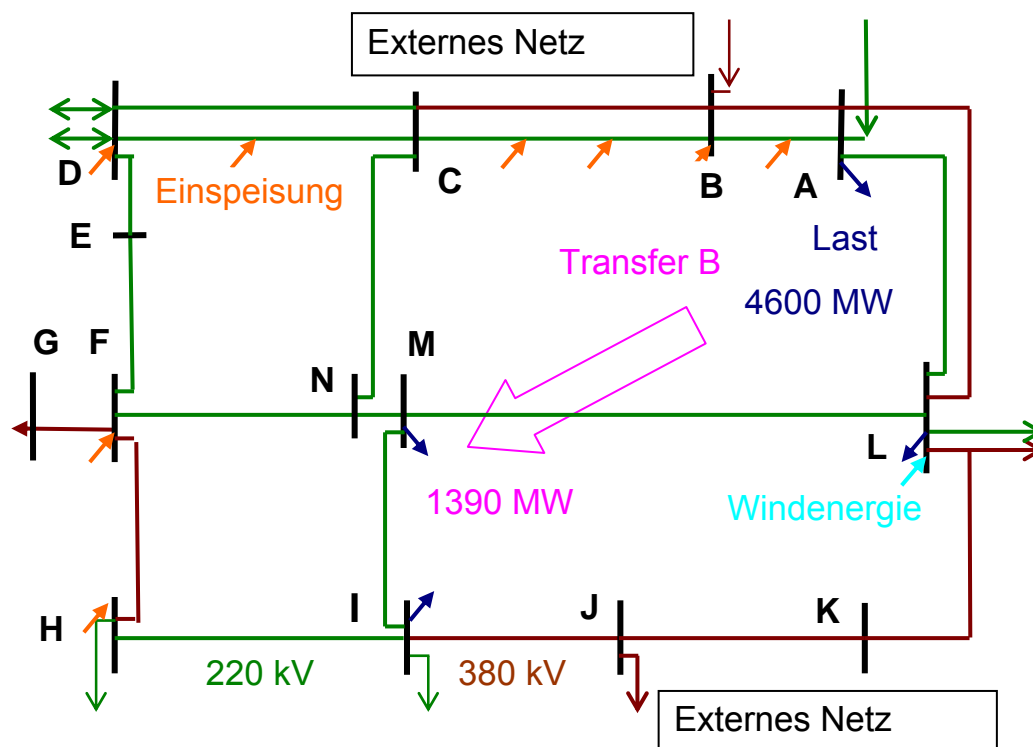 Externes Netz
D
Einspeisung
C
B
A
E
Last
Transfer B
4600 MW
G
F
N
M
L
1390 MW
Windenergie
H
I
J
K
220 kV
380 kV
Externes Netz